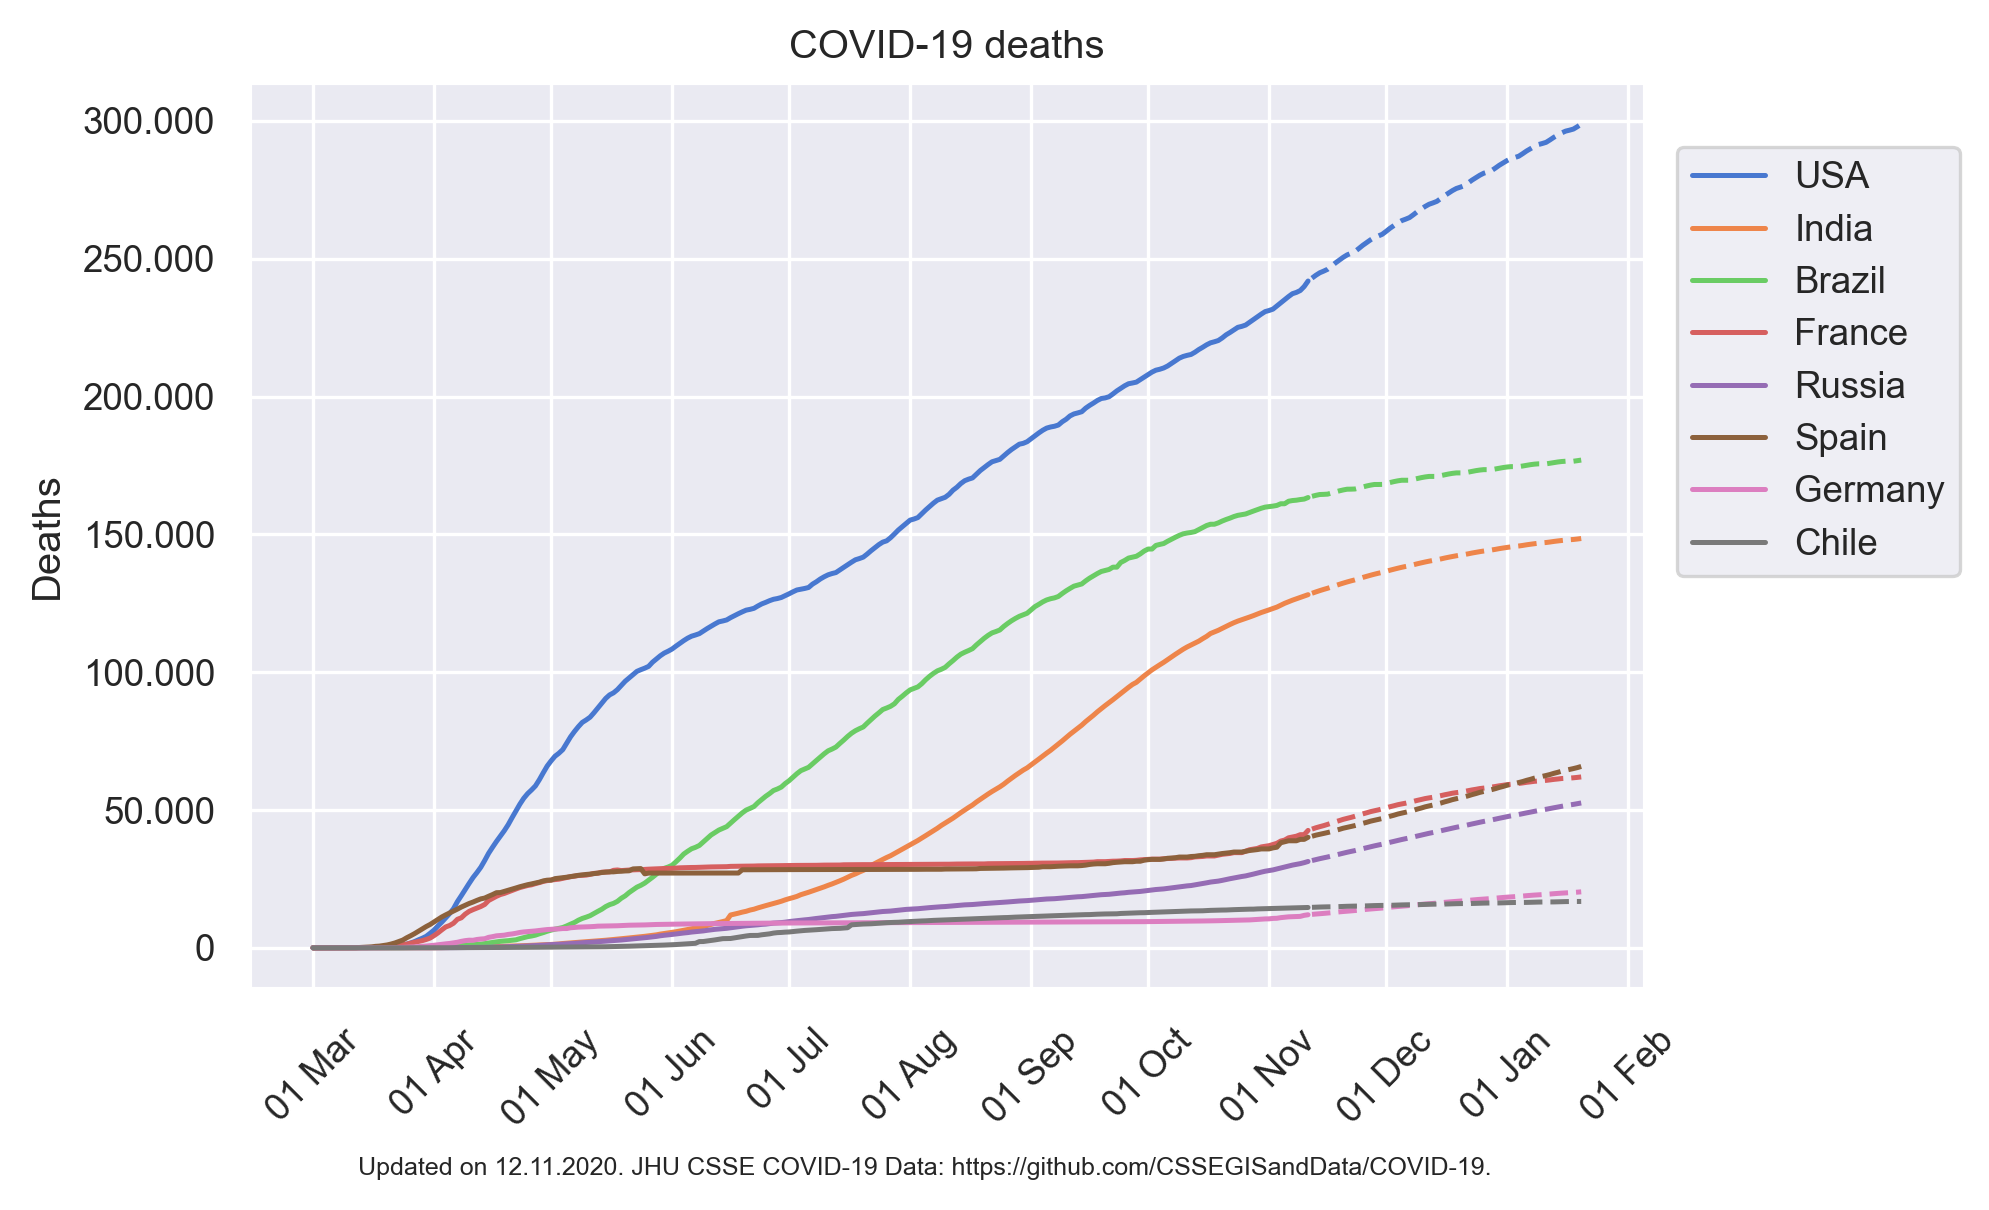 COVID-19 deaths
300.000
250.000
200.000
150.000
100.000
50.000
0
Deaths
USA
India
Brazil
France
Russia
Spain
Germany
Chile
01 Mar
01 Apr
01 May
01 Jun
01 Jul
01 Aug
01 Sep
01 Oct
01 Nov
01 Dec
01 Jan
01 Feb
Updated on 12.11.2020. JHU CSSE COVID-19 Data: https://github.com/CSSEGISandData/COVID-19.